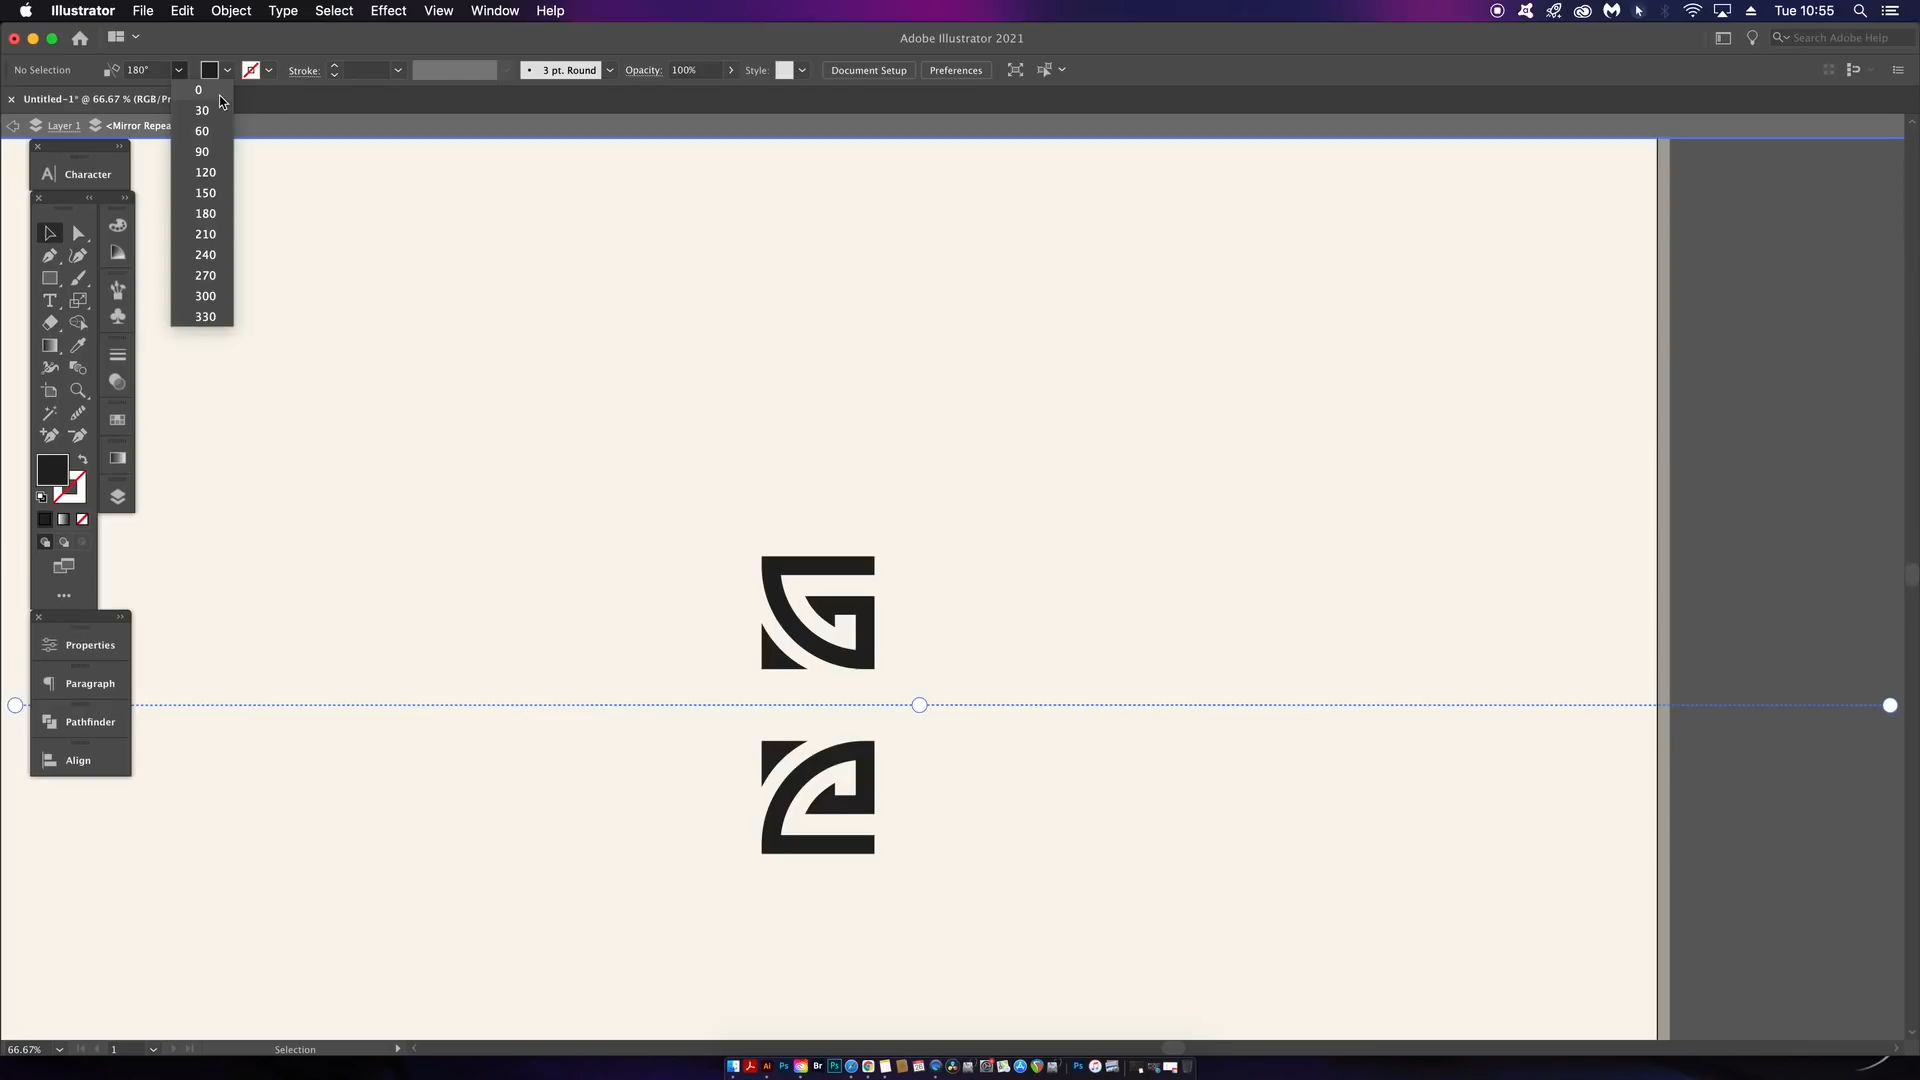 Illustrator File Edit Object Type Select Effect View Window Help
Tue 10:55
Adobe Illustrator 2021
Search Adobe Help
No Selection
180°
Stroke:
3 pt. Round
Opacity:
100%
Style:
Document Setup
Preferences
Untitled-1* @ 66.67 % (RGB/Pr
Layer 1
<Mirror Repea
0
30
60
90
120
150
180
210
240
270
300
330
Character
Properties
Paragraph
Pathfinder
Align
66.67%
1
Selection